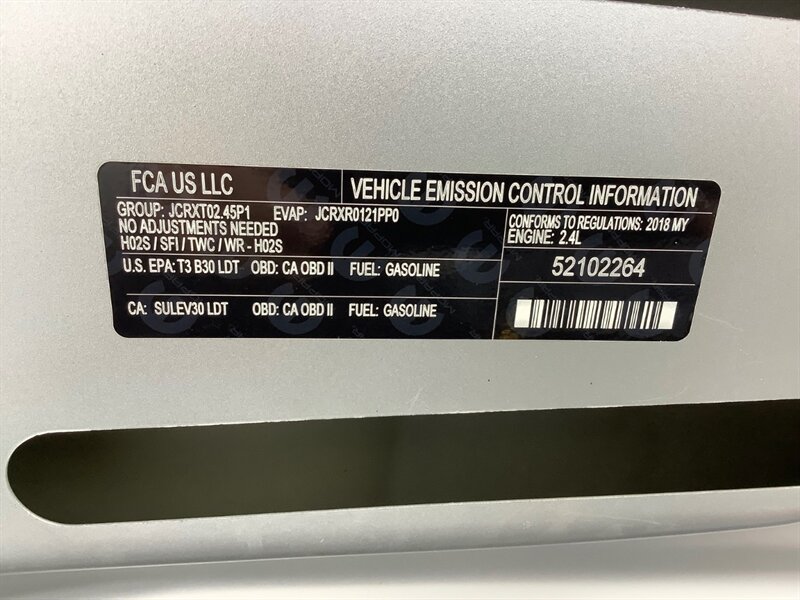 FCA US LLC
VEHICLE EMISSION CONTROL INFORMATION
GROUP: JCRXT02.45P1 EVAP: JCRXR0121PP0
NO ADJUSTMENTS NEEDED
H02S / SFI / TWC / WR - H02S
CONFORMS TO REGULATIONS: 2018 MY
ENGINE: 2.4L
U.S. EPA: T3 B30 LDT OBD: CA OBD II FUEL: GASOLINE
52102264
CA: SULEV30 LDT OBD: CA OBD II FUEL: GASOLINE